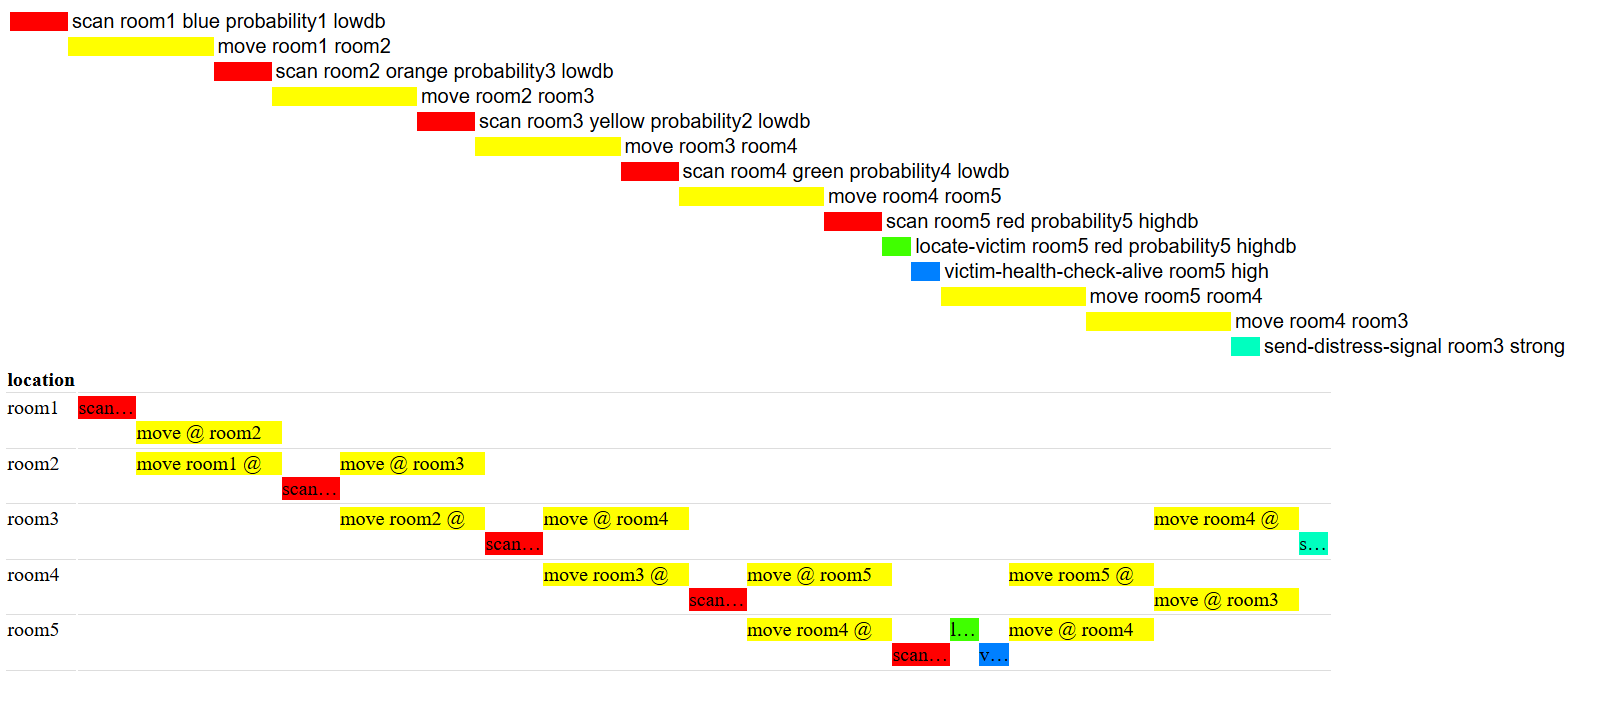 scan room1 blue probability1 lowdb
move room1 room2
scan room2 orange probability3 lowdb
move room2 room3
scan room3 yellow probability2 lowdb
move room3 room4
scan room4 green probability4 lowdb
move room4 room5
scan room5 red probability5 highdb
locate-victim room5 red probability5 highdb
victim-health-check-alive room5 high
move room5 room4
move room4 room3
send-distress-signal room3 strong
location
room1 scan...
move @ room2
room2 move room1 @ move @ room3
scan...
room3 move room2 @ move @ room4 move room4 @
scan... s...
room4 move room3 @ move @ room5 move room5 @
scan... move @ room3
room5 move room4 @ l... move @ room4
scan... v...